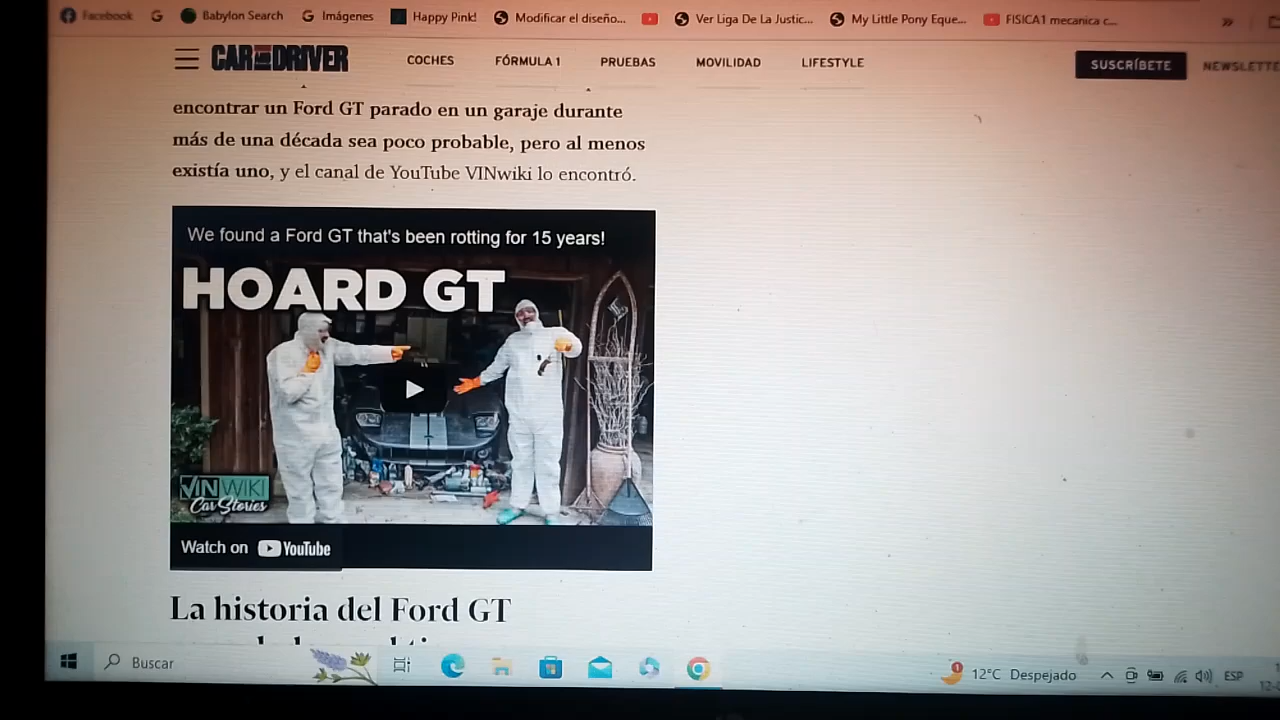 Facebook
Babylon Search
Imágenes
Happy Pink!
Modificar el diseño...
Ver Liga De La Justic...
My Little Pony Eque...
FISICA1 mecanica c...
»
CAR AND DRIVER
COCHES
FÓRMULA 1
PRUEBAS
MOVILIDAD
LIFESTYLE
SUSCRÍBETE
NEWSLETTE
encontrar un Ford GT parado en un garaje durante
más de una década sea poco probable, pero al menos
existía uno, y el canal de YouTube VINwiki lo encontró.
We found a Ford GT that's been rotting for 15 years!
HOARD GT
VINWIKI
Car Stories
Watch on YouTube
La historia del Ford GT
Buscar
1
12°C Despejado
ESP